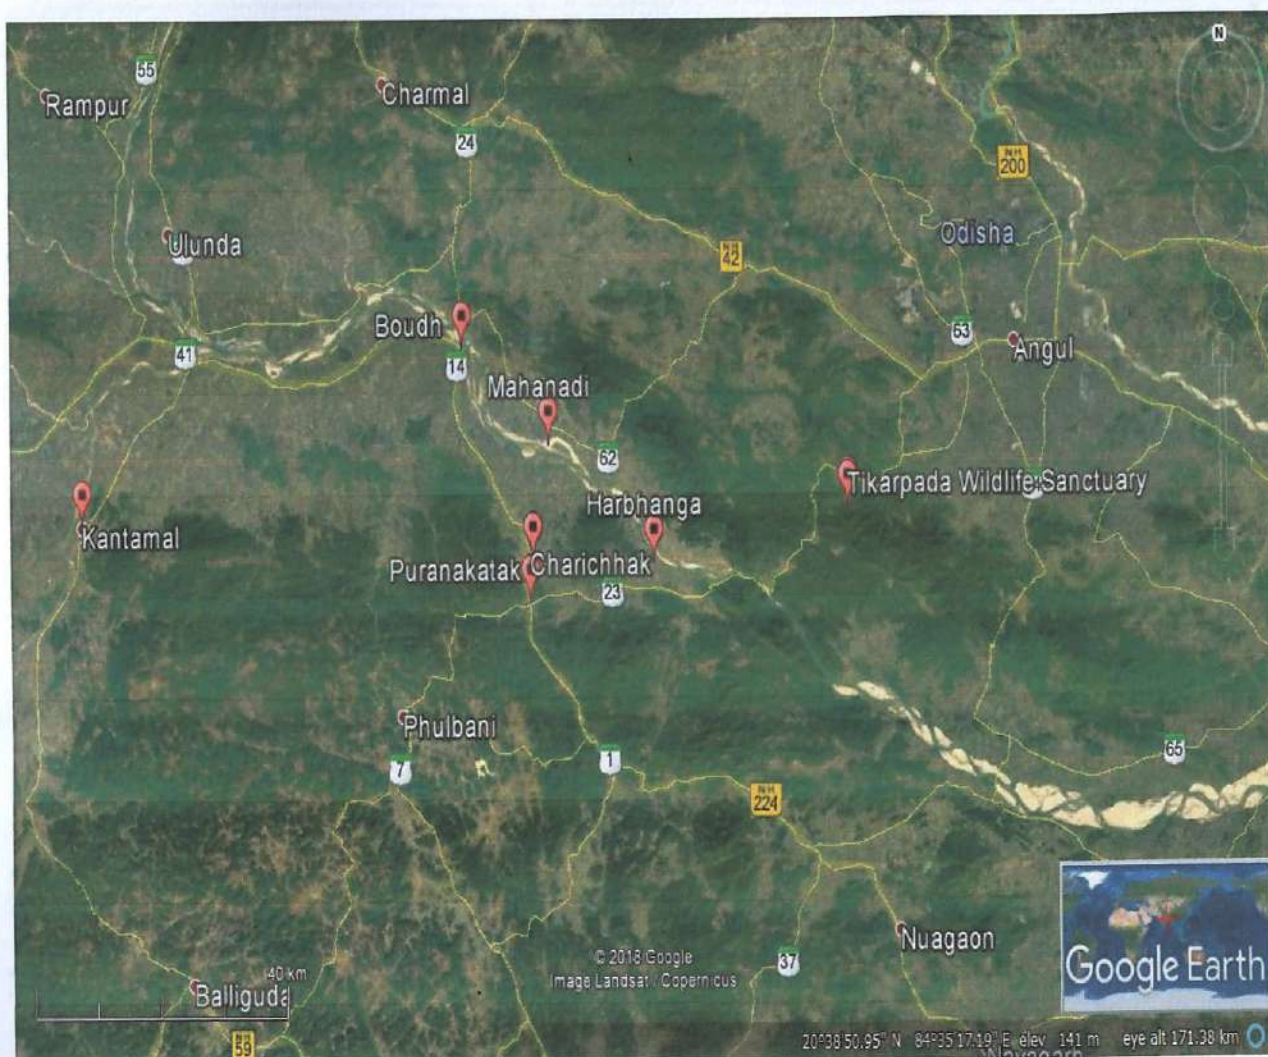 N
55
Rampur
Charmal
24
NH
200
Ulunda
Odisha
NH
42
Boudh
41
14
53
Angul
Mahanadi
62
Tikarpada Wildlife Sanctuary
Kantamal
Harbhanga
Puranakatak
Charichhak
23
Phulbani
7
1
65
NH
224
Nuagaon
37
© 2018 Google
Image Landsat / Copernicus
Google Earth
40 km
Balliguda
NH
59
20°38'50.95" N 84°35'17.19" E elev 141 m eye alt 171.38 km
Nayagarh